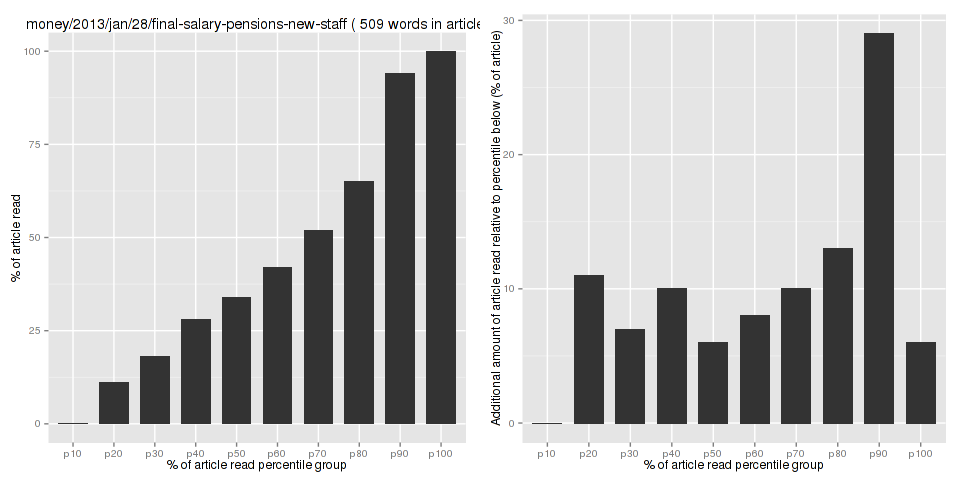 money/2013/jan/28/final-salary-pensions-new-staff ( 509 words in article
% of article read
100
75
50
25
0
p10 p20 p30 p40 p50 p60 p70 p80 p90 p100
% of article read percentile group
Additional amount of article read relative to percentile below (% of article)
30
20
10
0
p10 p20 p30 p40 p50 p60 p70 p80 p90 p100
% of article read percentile group